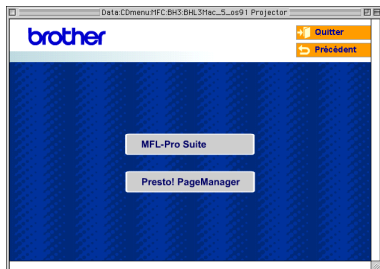 Data:CDmenu:MFC:BH3:BHL3Mac_5_os91 Projector
brother
Quitter
Précédent
MFL-Pro Suite
Presto! PageManager